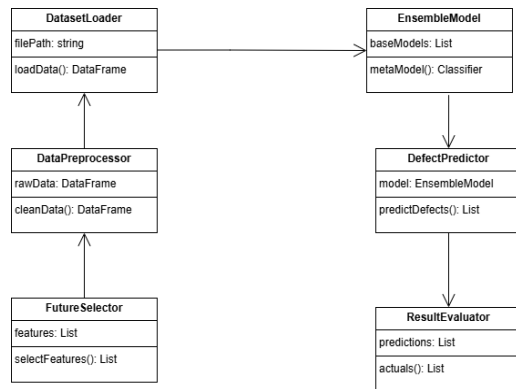 DatasetLoader
filePath: string
loadData(): DataFrame
EnsembleModel
baseModels: List
metaModel(): Classifier
DataPreprocessor
rawData: DataFrame
cleanData(): DataFrame
DefectPredictor
model: EnsembleModel
predictDefects(): List
FutureSelector
features: List
selectFeatures(): List
ResultEvaluator
predictions: List
actuals(): List